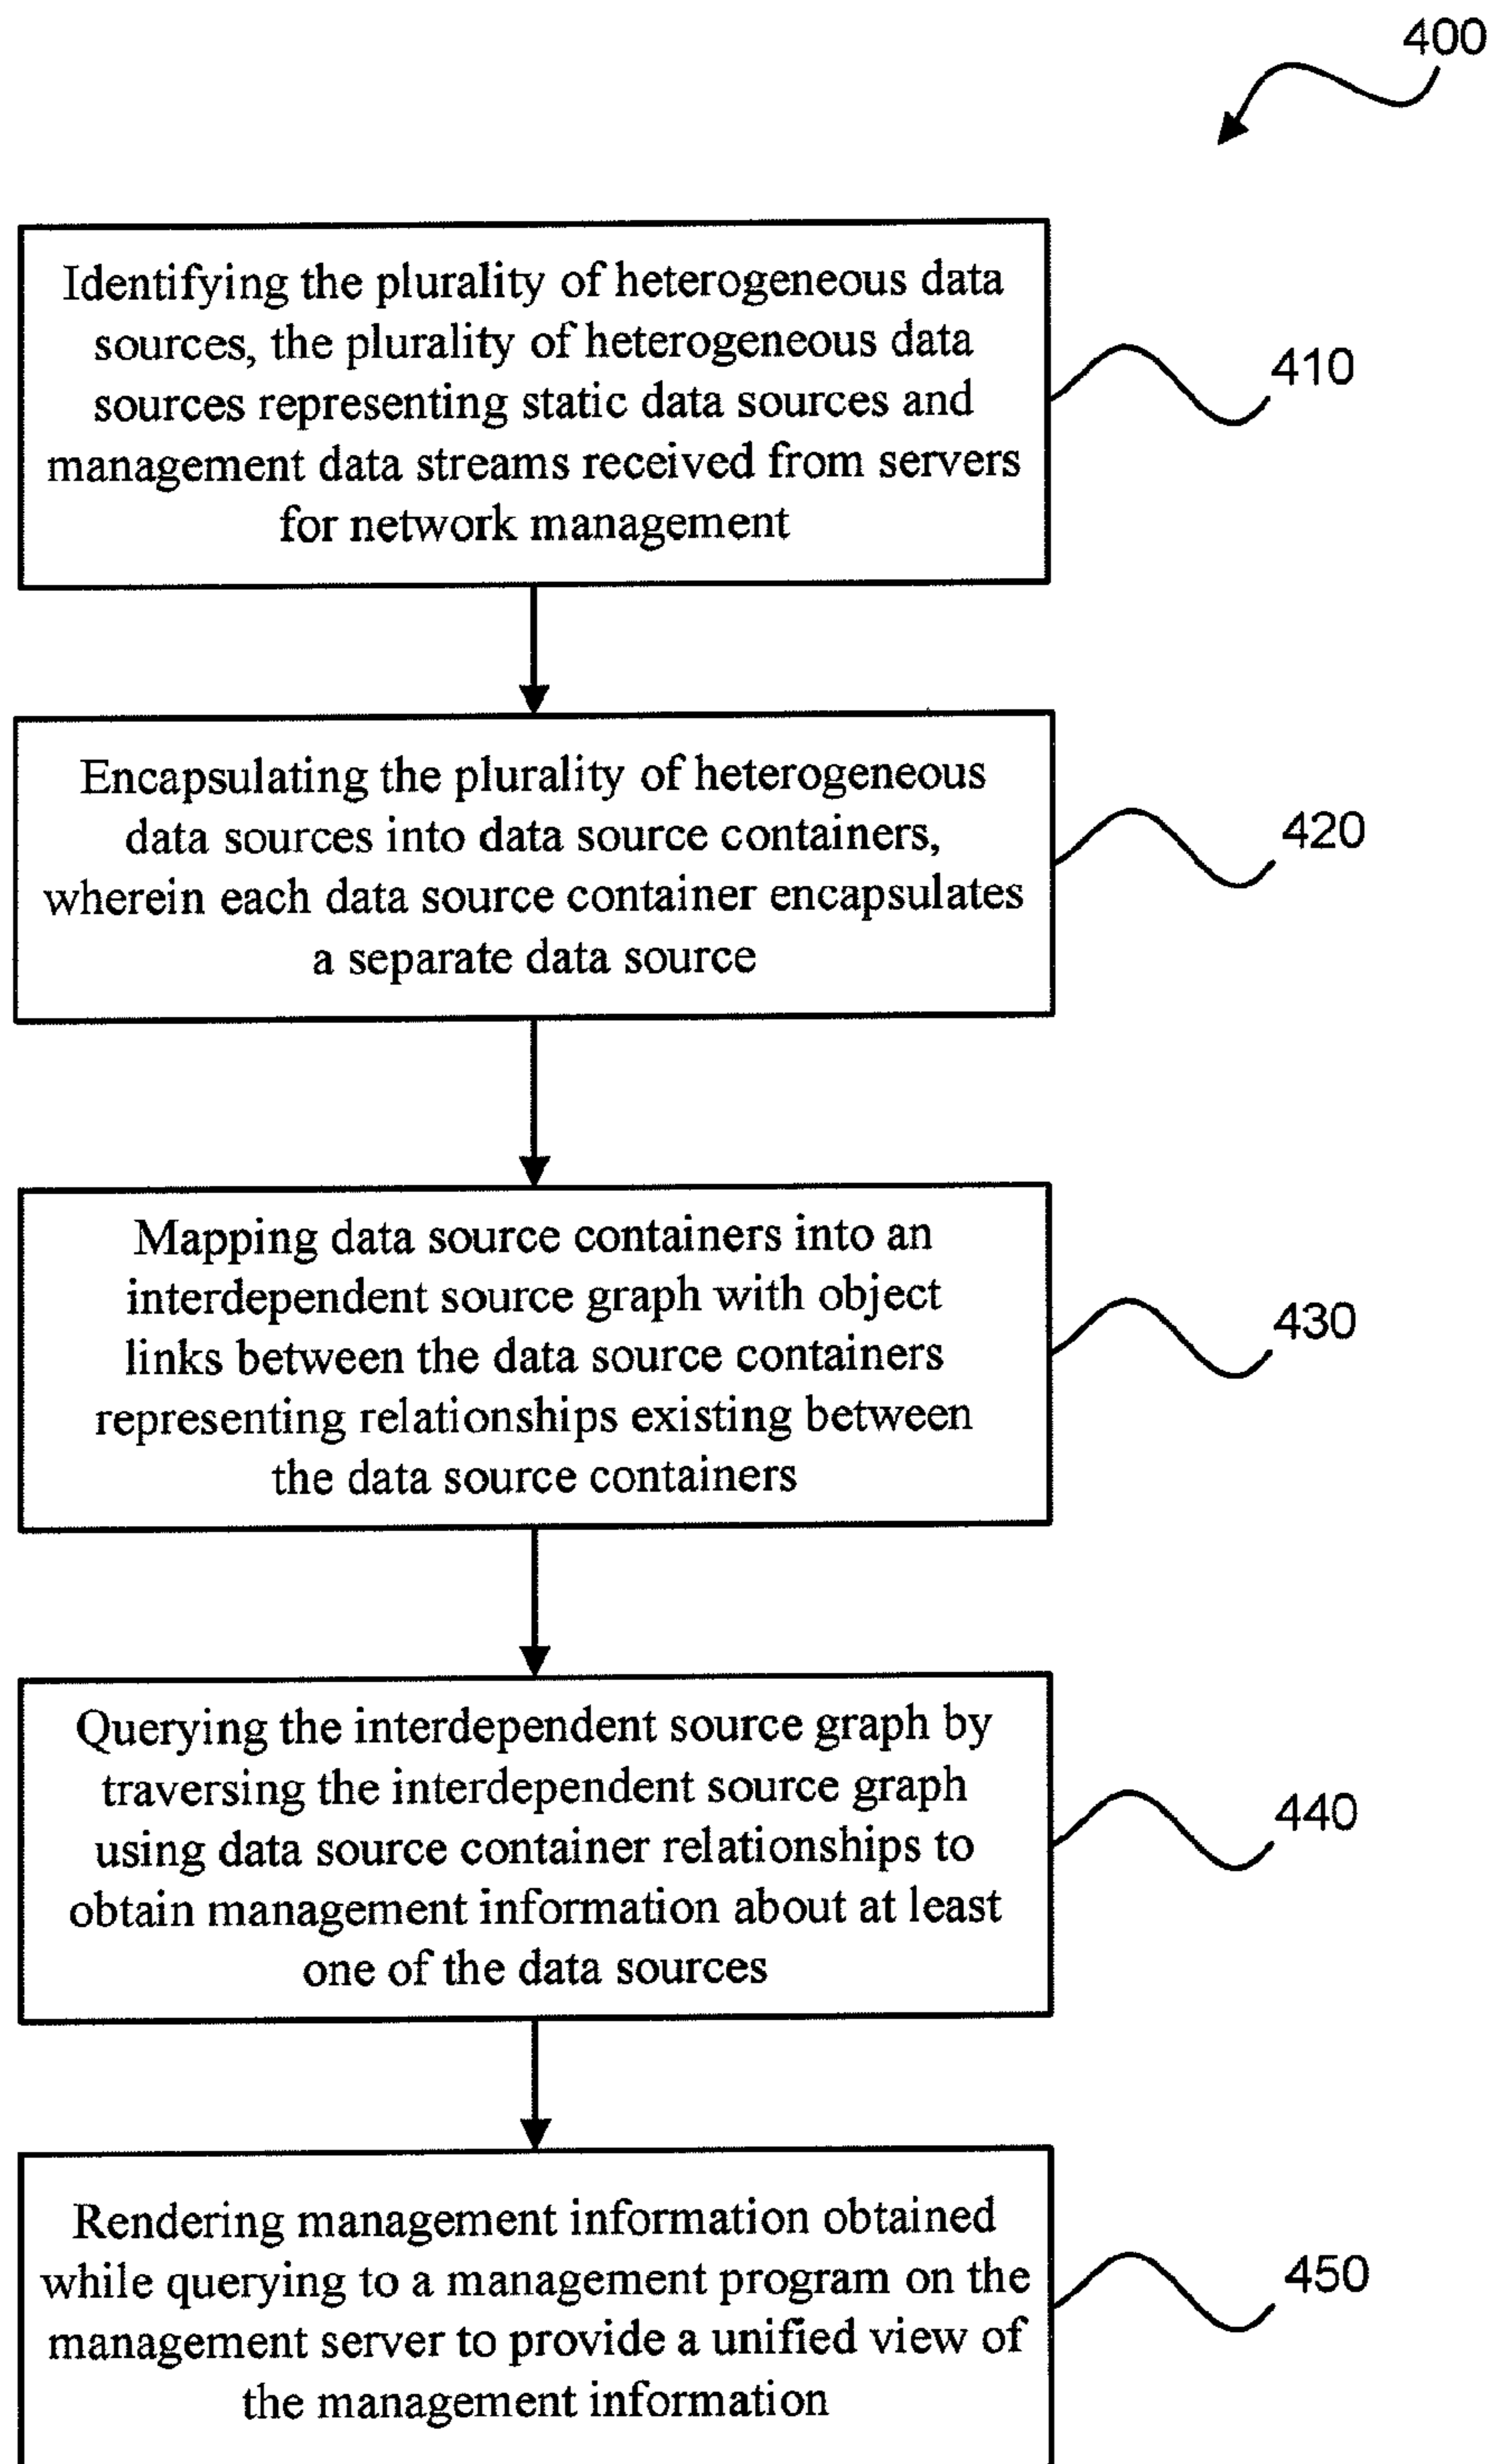 400
Identifying the plurality of heterogeneous data
sources, the plurality of heterogeneous data
sources representing static data sources and
management data streams received from servers
for network management
410
Encapsulating the plurality of heterogeneous
data sources into data source containers,
wherein each data source container encapsulates
a separate data source
420
Mapping data source containers into an
interdependent source graph with object
links between the data source containers
representing relationships existing between
the data source containers
430
Querying the interdependent source graph by
traversing the interdependent source graph
using data source container relationships to
obtain management information about at least
one of the data sources
440
Rendering management information obtained
while querying to a management program on the
management server to provide a unified view of
the management information
450